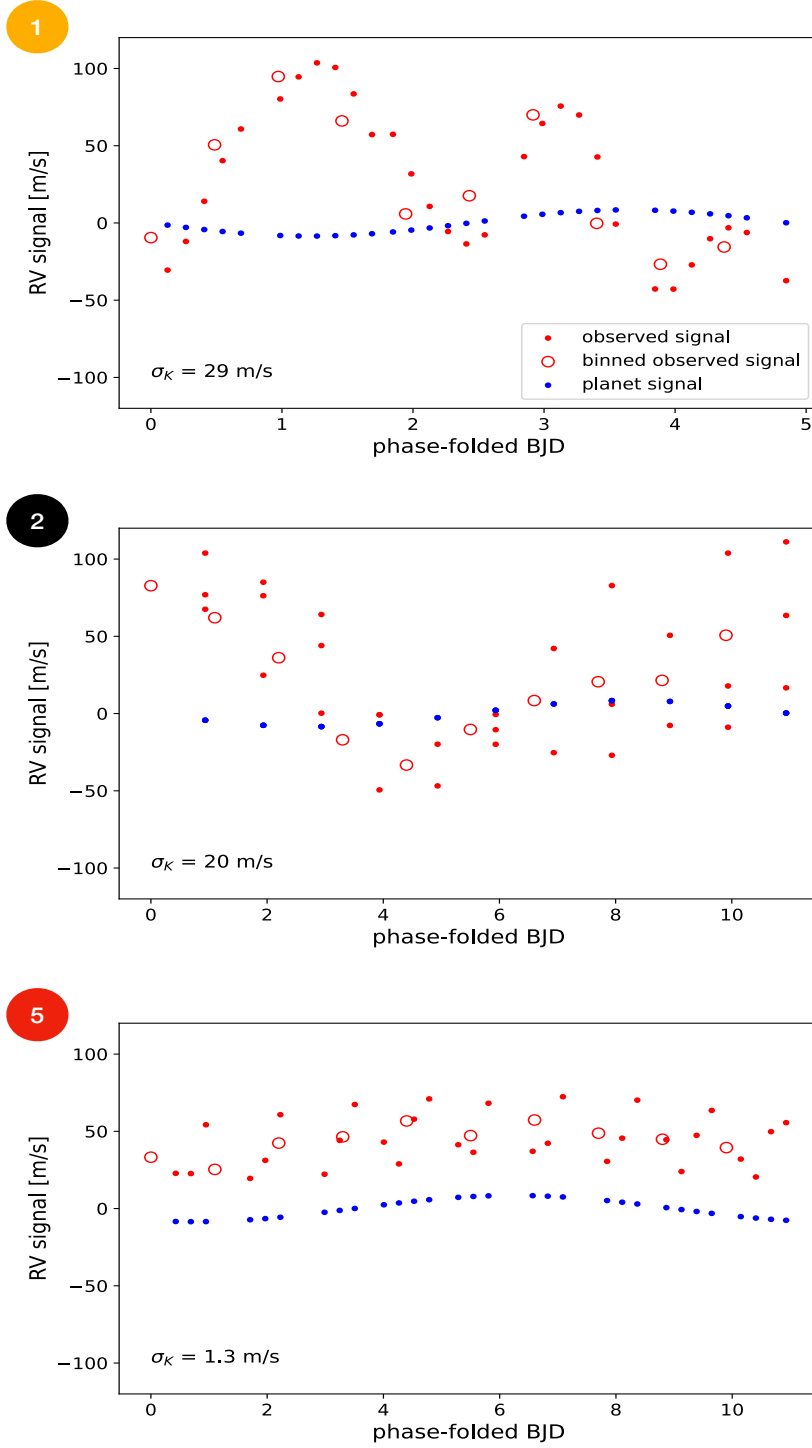 1
100
50
0
−50
−100
RV signal [m/s]
σK = 29 m/s
observed signal
binned observed signal
planet signal
0 1 2 3 4 5
phase-folded BJD
2
100
50
0
−50
−100
RV signal [m/s]
σK = 20 m/s
0 2 4 6 8 10
phase-folded BJD
5
100
50
0
−50
−100
RV signal [m/s]
σK = 1.3 m/s
0 2 4 6 8 10
phase-folded BJD